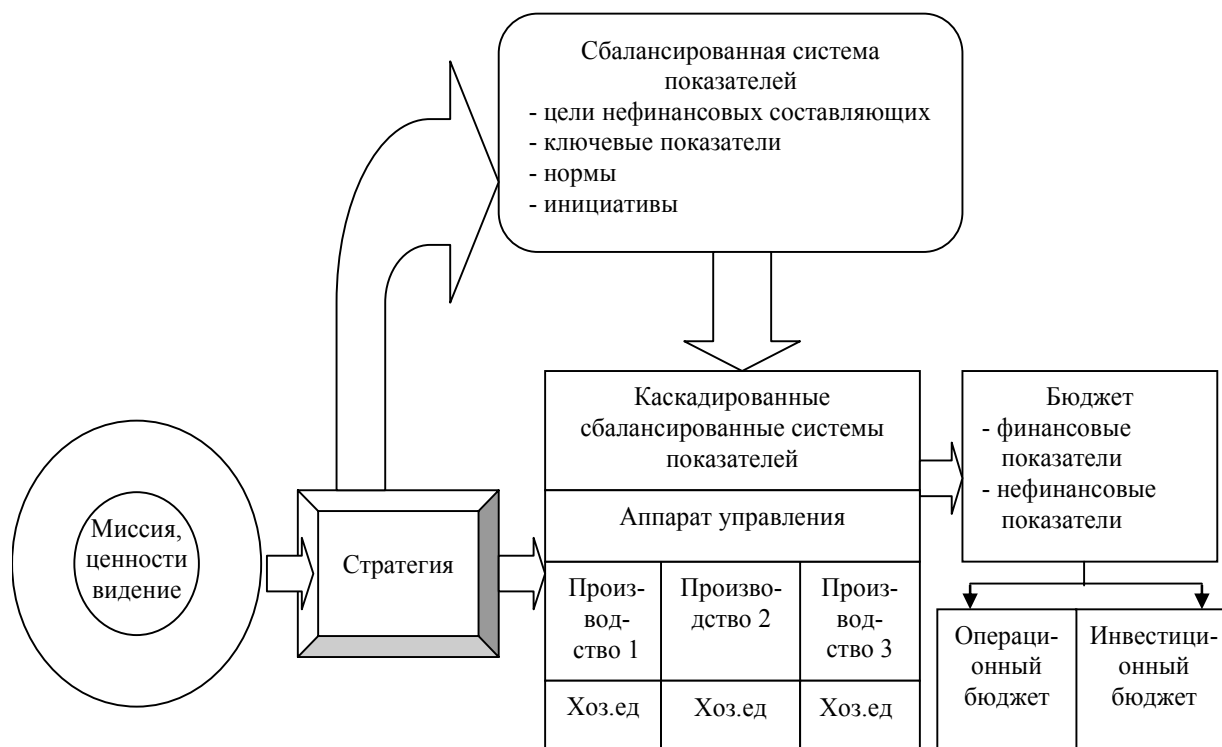 Сбалансированная система
показателей
- цели нефинансовых составляющих
- ключевые показатели
- нормы
- инициативы
Миссия,
ценности
видение
Стратегия
Каскадированные
сбалансированные системы
показателей
Аппарат управления
Произ-
вод-
ство 1
Произво-
дство 2
Произ-
вод-
ство 3
Хоз.ед
Хоз.ед
Хоз.ед
Бюджет
- финансовые
показатели
- нефинансовые
показатели
Операци-
онный
бюджет
Инвестици-
онный
бюджет